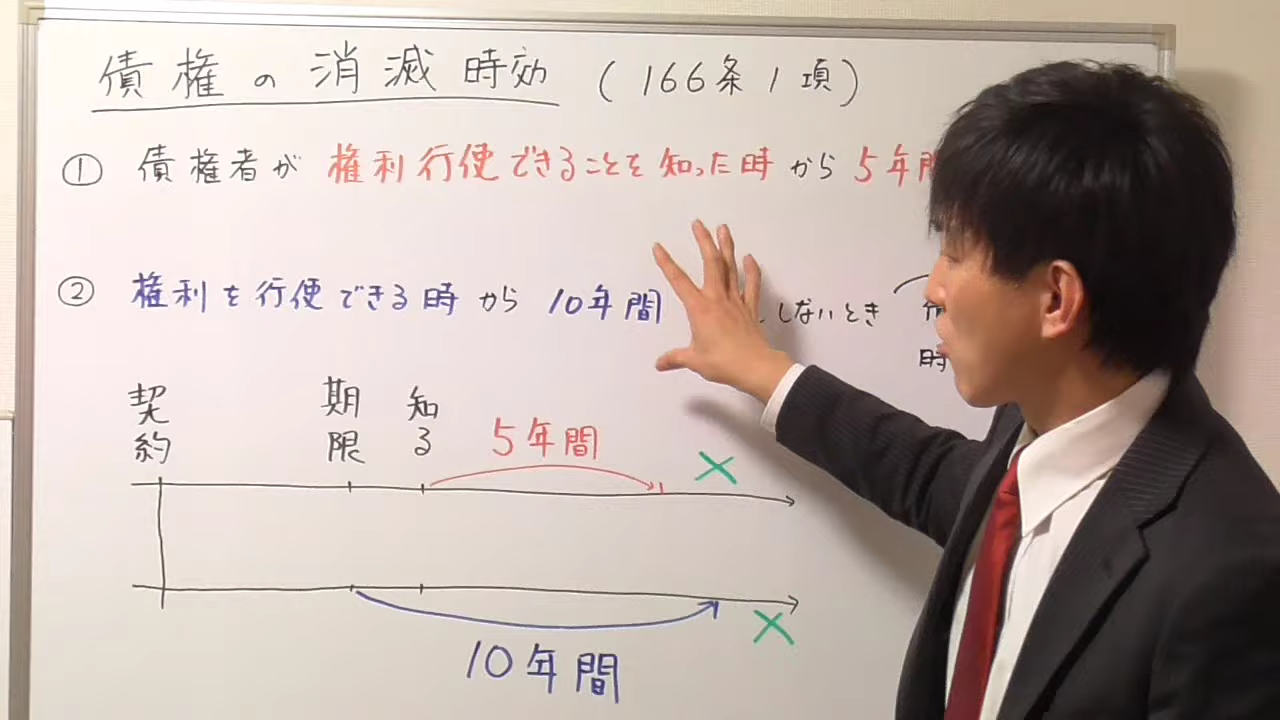 債権の消滅時効 (166条1項)
① 債権者が権利行使できることを知った時から5年間
② 権利を行使できる時から10年間 しないとき
時
契約 期限 知る 5年間
×
×
10年間